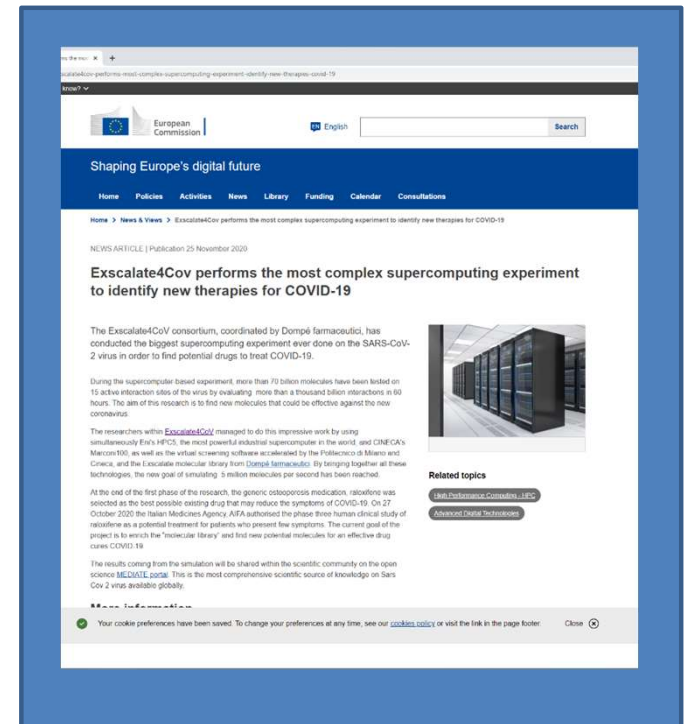 ms the most × +
xscalate4cov-performs-most-complex-supercomputing-experiment-identify-new-therapies-covid-19
know?
European
Commission
EN English
Search
Shaping Europe's digital future
Home Policies Activities News Library Funding Calendar Consultations
Home > News & Views > Exscalate4Cov performs the most complex supercomputing experiment to identify new therapies for COVID-19
NEWS ARTICLE | Publication 25 November 2020
Exscalate4Cov performs the most complex supercomputing experiment
to identify new therapies for COVID-19
The Exscalate4CoV consortium, coordinated by Dompé farmaceutici, has
conducted the biggest supercomputing experiment ever done on the SARS-CoV-
2 virus in order to find potential drugs to treat COVID-19.
During the supercomputer-based experiment, more than 70 billion molecules have been tested on
15 active interaction sites of the virus by evaluating more than a thousand billion interactions in 60
hours. The aim of this research is to find new molecules that could be effective against the new
coronavirus.
The researchers within Exscalate4CoV managed to do this impressive work by using
simultaneously Eni's HPC5, the most powerful industrial supercomputer in the world, and CINECA's
Marconi100, as well as the virtual screening software accelerated by the Politecnico di Milano and
Cineca, and the Exscalate molecular library from Dompé farmaceutici. By bringing together all these
technologies, the new goal of simulating 5 million molecules per second has been reached.
At the end of the first phase of the research, the generic osteoporosis medication, raloxifene was
selected as the best possible existing drug that may reduce the symptoms of COVID-19. On 27
October 2020 the Italian Medicines Agency, AIFA authorised the phase three human clinical study of
raloxifene as a potential treatment for patients who present few symptoms. The current goal of the
project is to enrich the "molecular library" and find new potential molecules for an effective drug
cures COVID-19.
The results coming from the simulation will be shared within the scientific community on the open
science MEDIATE portal. This is the most comprehensive scientific source of knowledge on Sars
Cov 2 virus available globally.
Related topics
High Performance Computing - HPC
Advanced Digital Technologies
More information
Your cookie preferences have been saved. To change your preferences at any time, see our cookies policy or visit the link in the page footer. Close